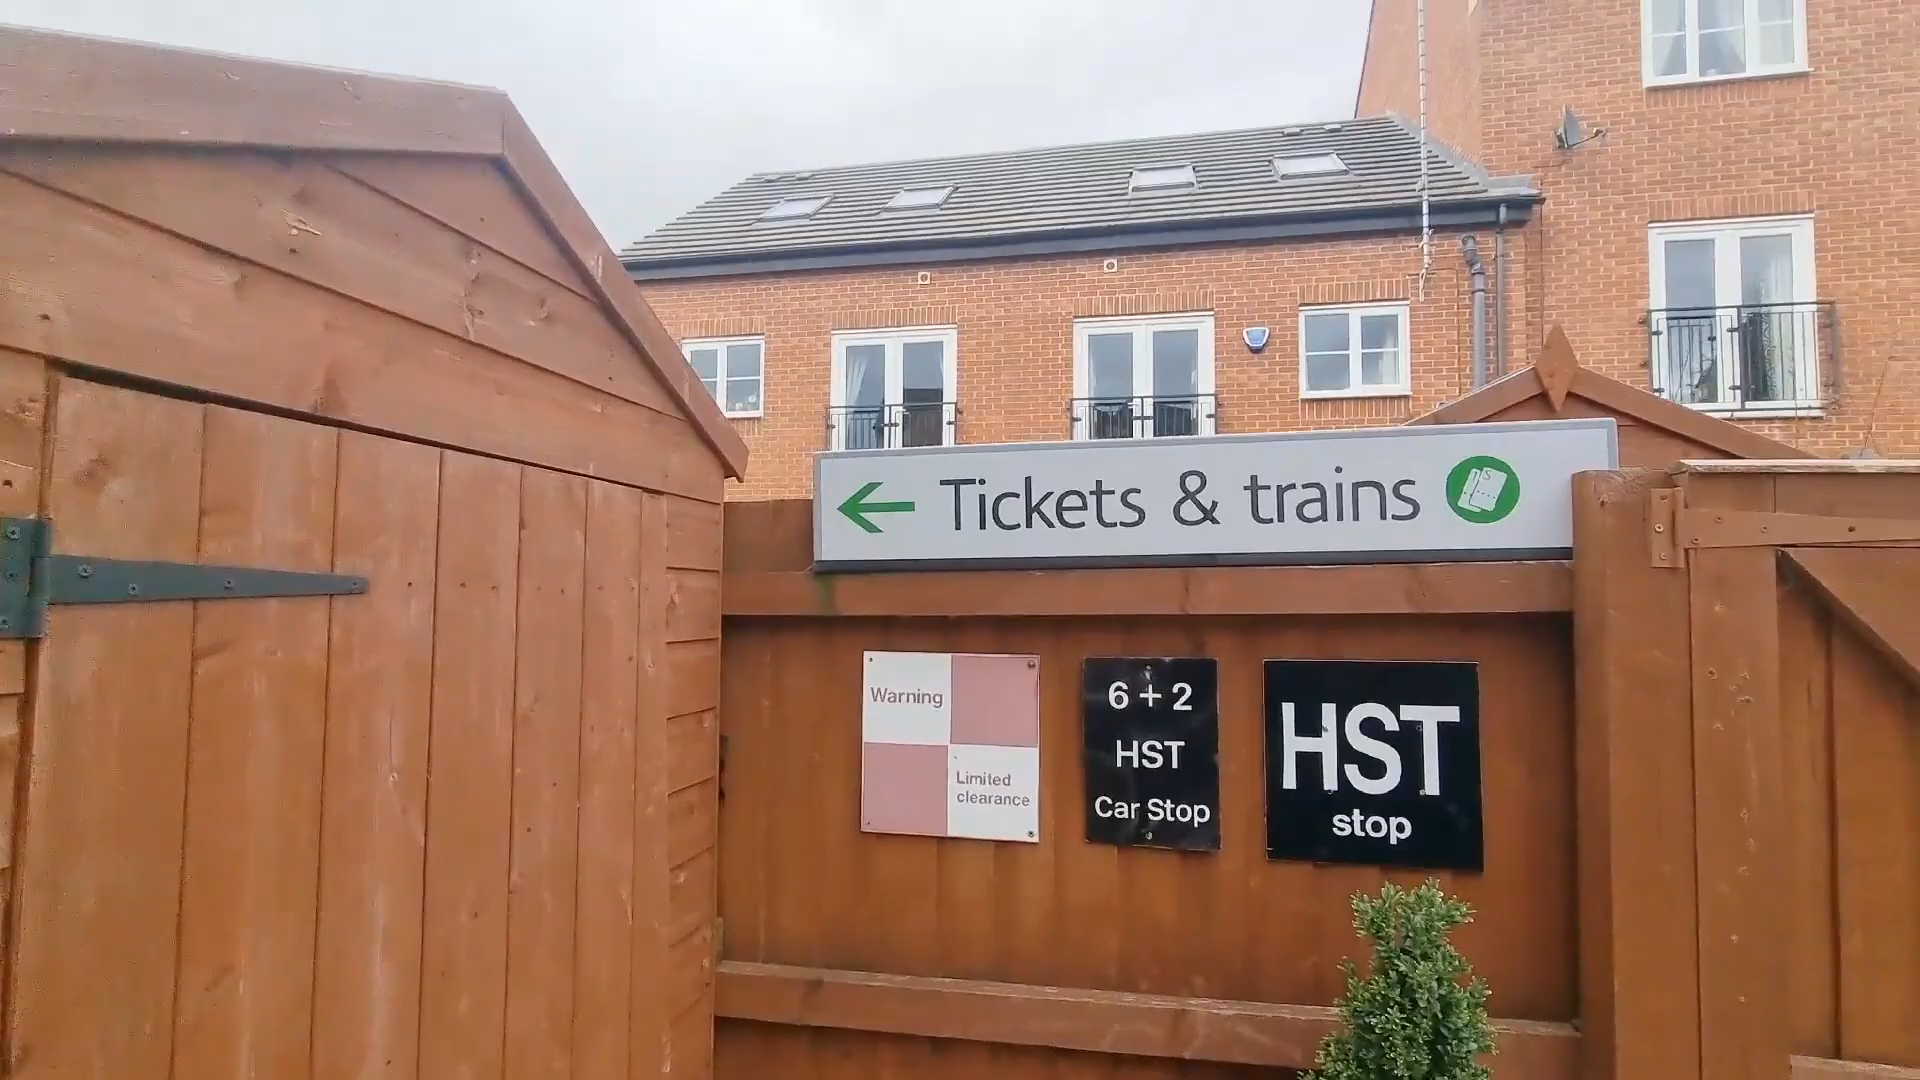 Tickets & trains
Warning
Limited
clearance
6 + 2
HST
Car Stop
HST
stop